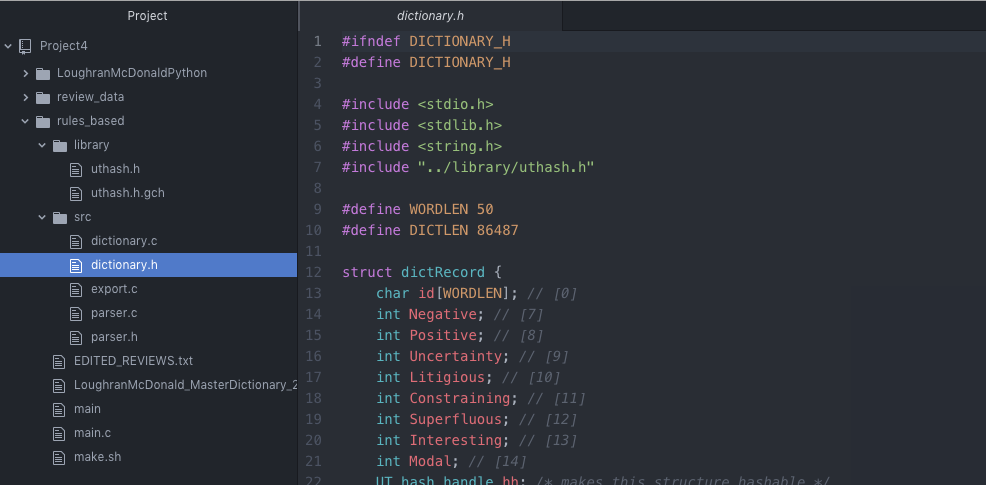 Project
Project4
LoughranMcDonaldPython
review_data
rules_based
library
uthash.h
uthash.h.gch
src
dictionary.c
dictionary.h
export.c
parser.c
parser.h
EDITED_REVIEWS.txt
LoughranMcDonald_MasterDictionary_2
main
main.c
make.sh
dictionary.h
1 #ifndef DICTIONARY_H
2 #define DICTIONARY_H
3
4 #include <stdio.h>
5 #include <stdlib.h>
6 #include <string.h>
7 #include "../library/uthash.h"
8
9 #define WORDLEN 50
10 #define DICTLEN 86487
11
12 struct dictRecord {
13 char id[WORDLEN]; // [0]
14 int Negative; // [7]
15 int Positive; // [8]
16 int Uncertainty; // [9]
17 int Litigious; // [10]
18 int Constraining; // [11]
19 int Superfluous; // [12]
20 int Interesting; // [13]
21 int Modal; // [14]
22 UT_hash_handle hh; /* makes this structure hashable */